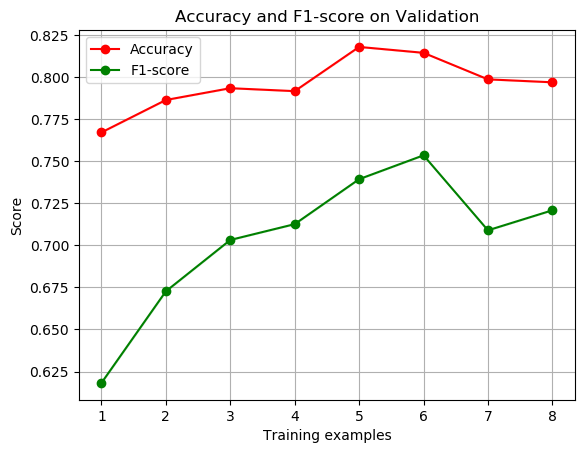 Accuracy and F1-score on Validation
Accuracy
F1-score
0.825
0.800
0.775
0.750
0.725
0.700
0.675
0.650
0.625
Score
1 2 3 4 5 6 7 8
Training examples